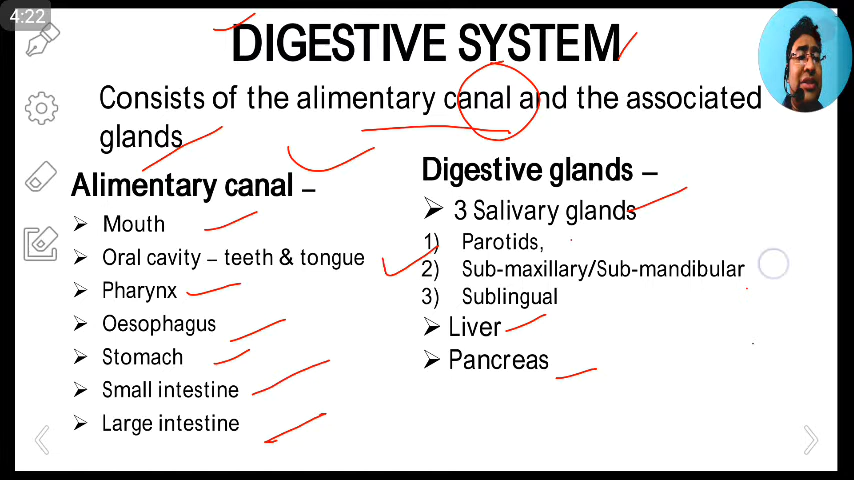 4:22
DIGESTIVE SYSTEM
Consists of the alimentary canal and the associated
glands
Alimentary canal –
Mouth
Oral cavity – teeth & tongue
Pharynx
Oesophagus
Stomach
Small intestine
Large intestine
Digestive glands –
3 Salivary glands
1) Parotids,
2) Sub-maxillary/Sub-mandibular
3) Sublingual
Liver
Pancreas